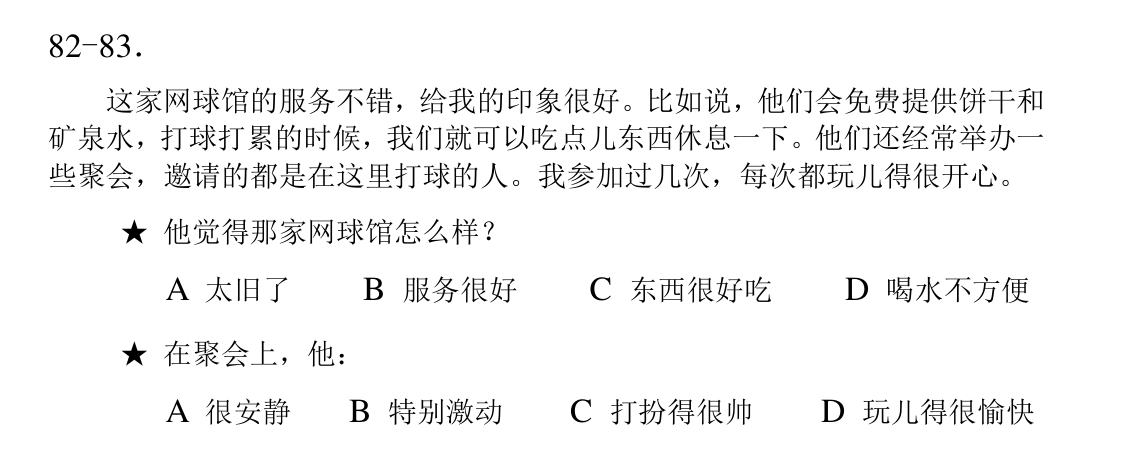 82-83.
这家网球馆的服务不错，给我的印象很好。比如说，他们会免费提供饼干和
矿泉水，打球打累的时候，我们就可以吃点儿东西休息一下。他们还经常举办一
些聚会，邀请的都是在这里打球的人。我参加过几次，每次都玩儿得很开心。
★ 他觉得那家网球馆怎么样？
A 太旧了 B 服务很好 C 东西很好吃 D 喝水不方便
★ 在聚会上，他：
A 很安静 B 特别激动 C 打扮得很帅 D 玩儿得很愉快